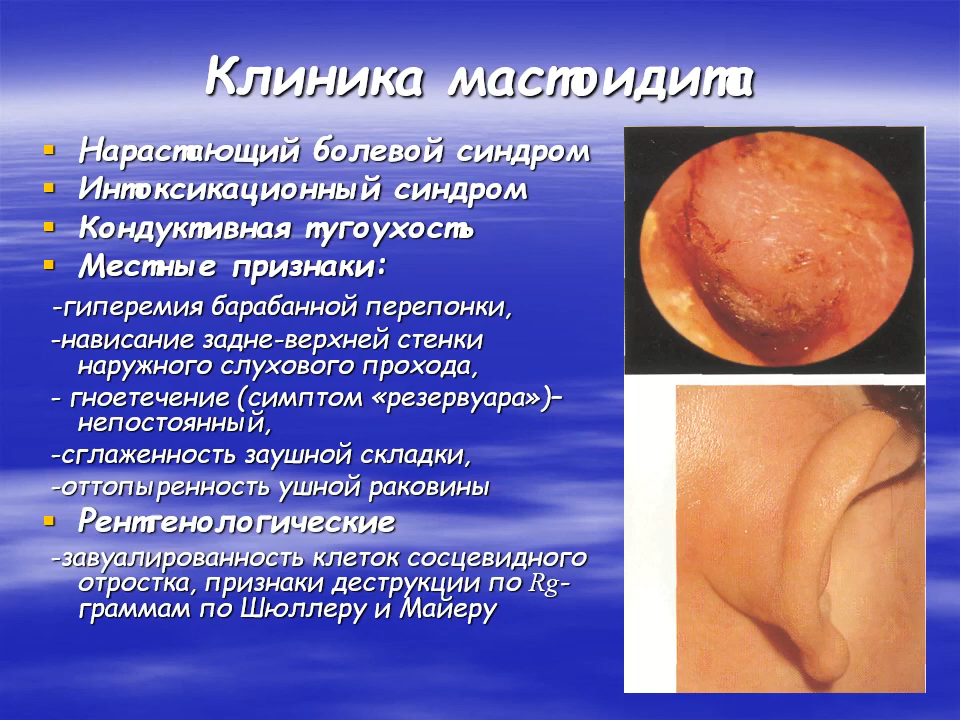 Клиника мастоидита
Нарастающий болевой синдром
Интоксикационный синдром
Кондуктивная тугоухость
Местные признаки:
-гиперемия барабанной перепонки,
-нависание задне-верхней стенки
наружного слухового прохода,
- гноетечение (симптом «резервуара»)–
непостоянный,
-сглаженность заушной складки,
-оттопыренность ушной раковины
Рентгенологические
-завуалированность клеток сосцевидного
отростка, признаки деструкции по Rg-
граммам по Шюллеру и Майеру